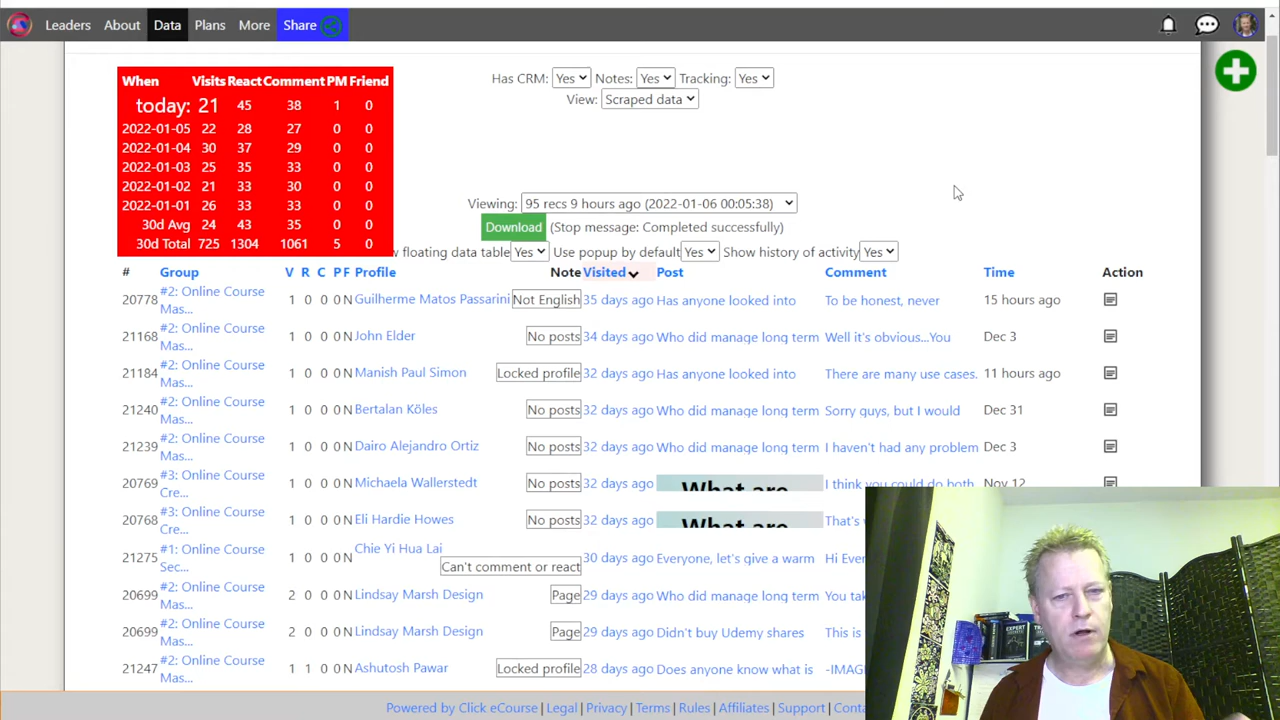 Leaders About Data Plans More Share
When Visits React Comment PM Friend
today: 21 45 38 1 0
2022-01-05 22 28 27 0 0
2022-01-04 30 37 29 0 0
2022-01-03 25 35 33 0 0
2022-01-02 21 33 30 0 0
2022-01-01 26 33 33 0 0
30d Avg 24 43 35 0 0
30d Total 725 1304 1061 5 0
Has CRM: Yes Notes: Yes Tracking: Yes
View: Scraped data
Viewing: 95 recs 9 hours ago (2022-01-06 00:05:38)
Download (Stop message: Completed successfully)
floating data table Yes Use popup by default Yes Show history of activity Yes
# Group V R C P F Profile Note Visited Post Comment Time Action
20778 #2: Online Course Mas... 1 0 0 0 N Guilherme Matos Passarini Not English 35 days ago Has anyone looked into To be honest, never 15 hours ago
21168 #2: Online Course Mas... 1 0 0 0 N John Elder No posts 34 days ago Who did manage long term Well it's obvious...You Dec 3
21184 #2: Online Course Mas... 1 0 0 0 N Manish Paul Simon Locked profile 32 days ago Has anyone looked into There are many use cases. 11 hours ago
21240 #2: Online Course Mas... 1 0 0 0 N Bertalan Köles No posts 32 days ago Who did manage long term Sorry guys, but I would Dec 31
21239 #2: Online Course Mas... 1 0 0 0 N Dairo Alejandro Ortiz No posts 32 days ago Who did manage long term I haven't had any problem Dec 3
20769 #3: Online Course Cre... 1 0 0 0 N Michaela Wallerstedt No posts 32 days ago What are I think you could do both Nov 12
20768 #3: Online Course Cre... 1 0 0 0 N Eli Hardie Howes No posts 32 days ago What are That's
21275 #1: Online Course Sec... 1 0 0 0 N Chie Yi Hua Lai Can't comment or react 30 days ago Everyone, let's give a warm Hi Ever
20699 #2: Online Course Mas... 2 0 0 0 N Lindsay Marsh Design Page 29 days ago Who did manage long term You tak
20699 #2: Online Course Mas... 2 0 0 0 N Lindsay Marsh Design Page 29 days ago Didn't buy Udemy shares This is
21247 #2: Online Course Mas... 1 1 0 0 N Ashutosh Pawar Locked profile 28 days ago Does anyone know what is -IMAG
Powered by Click eCourse | Legal | Privacy | Terms | Rules | Affiliates | Support | Conta